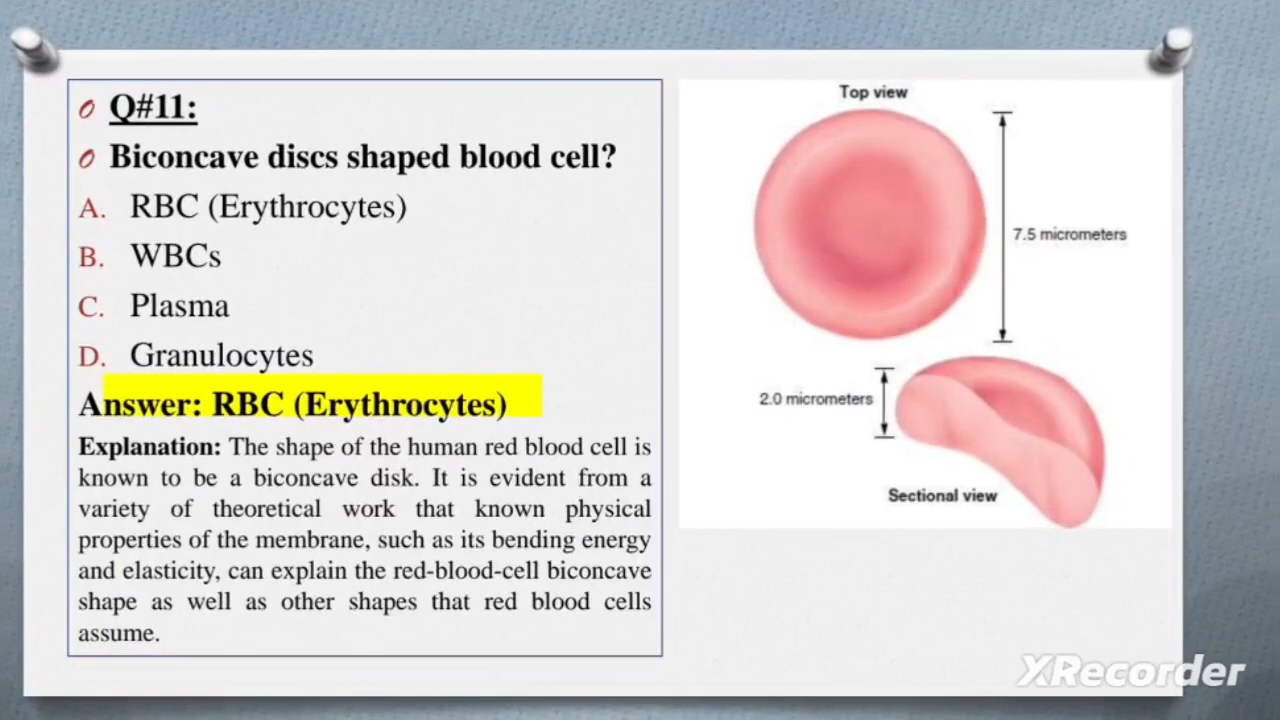 Q#11:
Biconcave discs shaped blood cell?
A. RBC (Erythrocytes)
B. WBCs
C. Plasma
D. Granulocytes
Answer: RBC (Erythrocytes)
Explanation: The shape of the human red blood cell is
known to be a biconcave disk. It is evident from a
variety of theoretical work that known physical
properties of the membrane, such as its bending energy
and elasticity, can explain the red-blood-cell biconcave
shape as well as other shapes that red blood cells
assume.
Top view
7.5 micrometers
2.0 micrometers
Sectional view
XRecorder